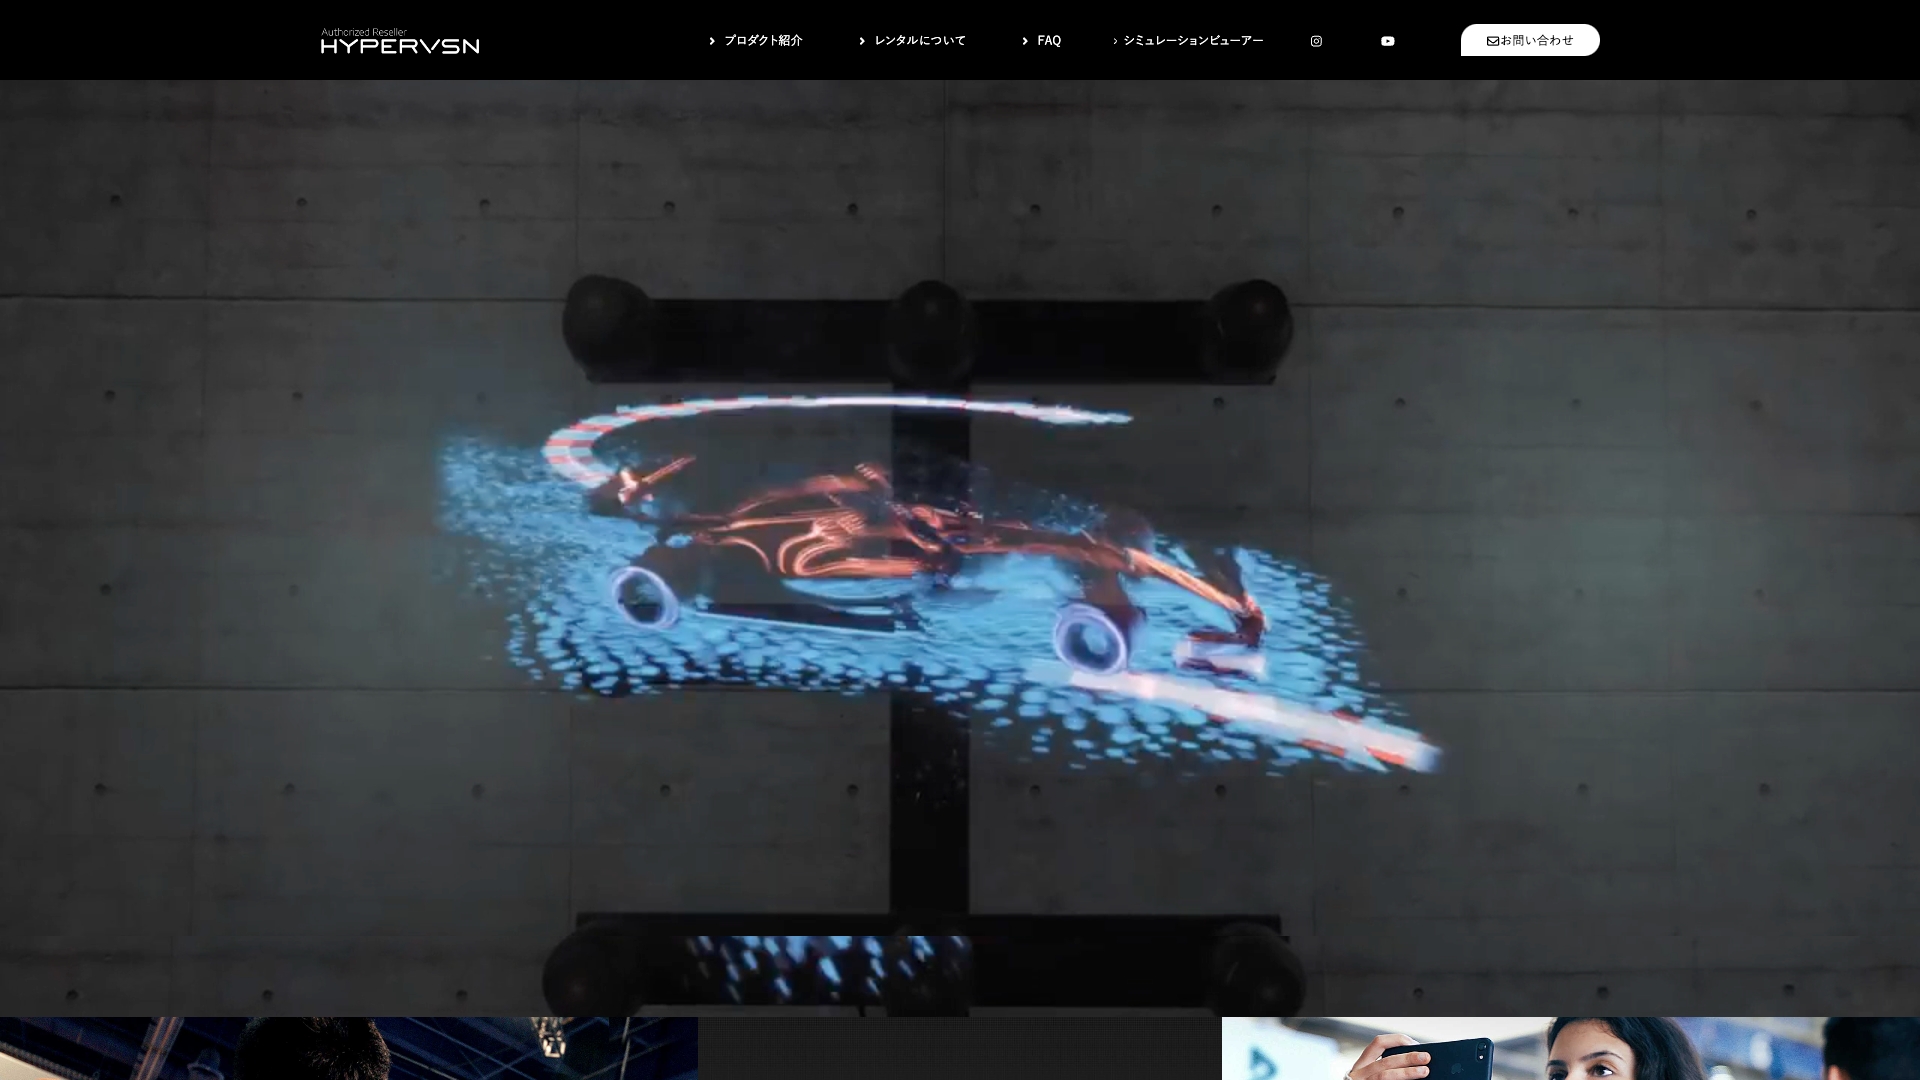 Authorized Reseller
HYPERVSN
プロダクト紹介
レンタルについて
FAQ
シミュレーションビューアー
お問い合わせ